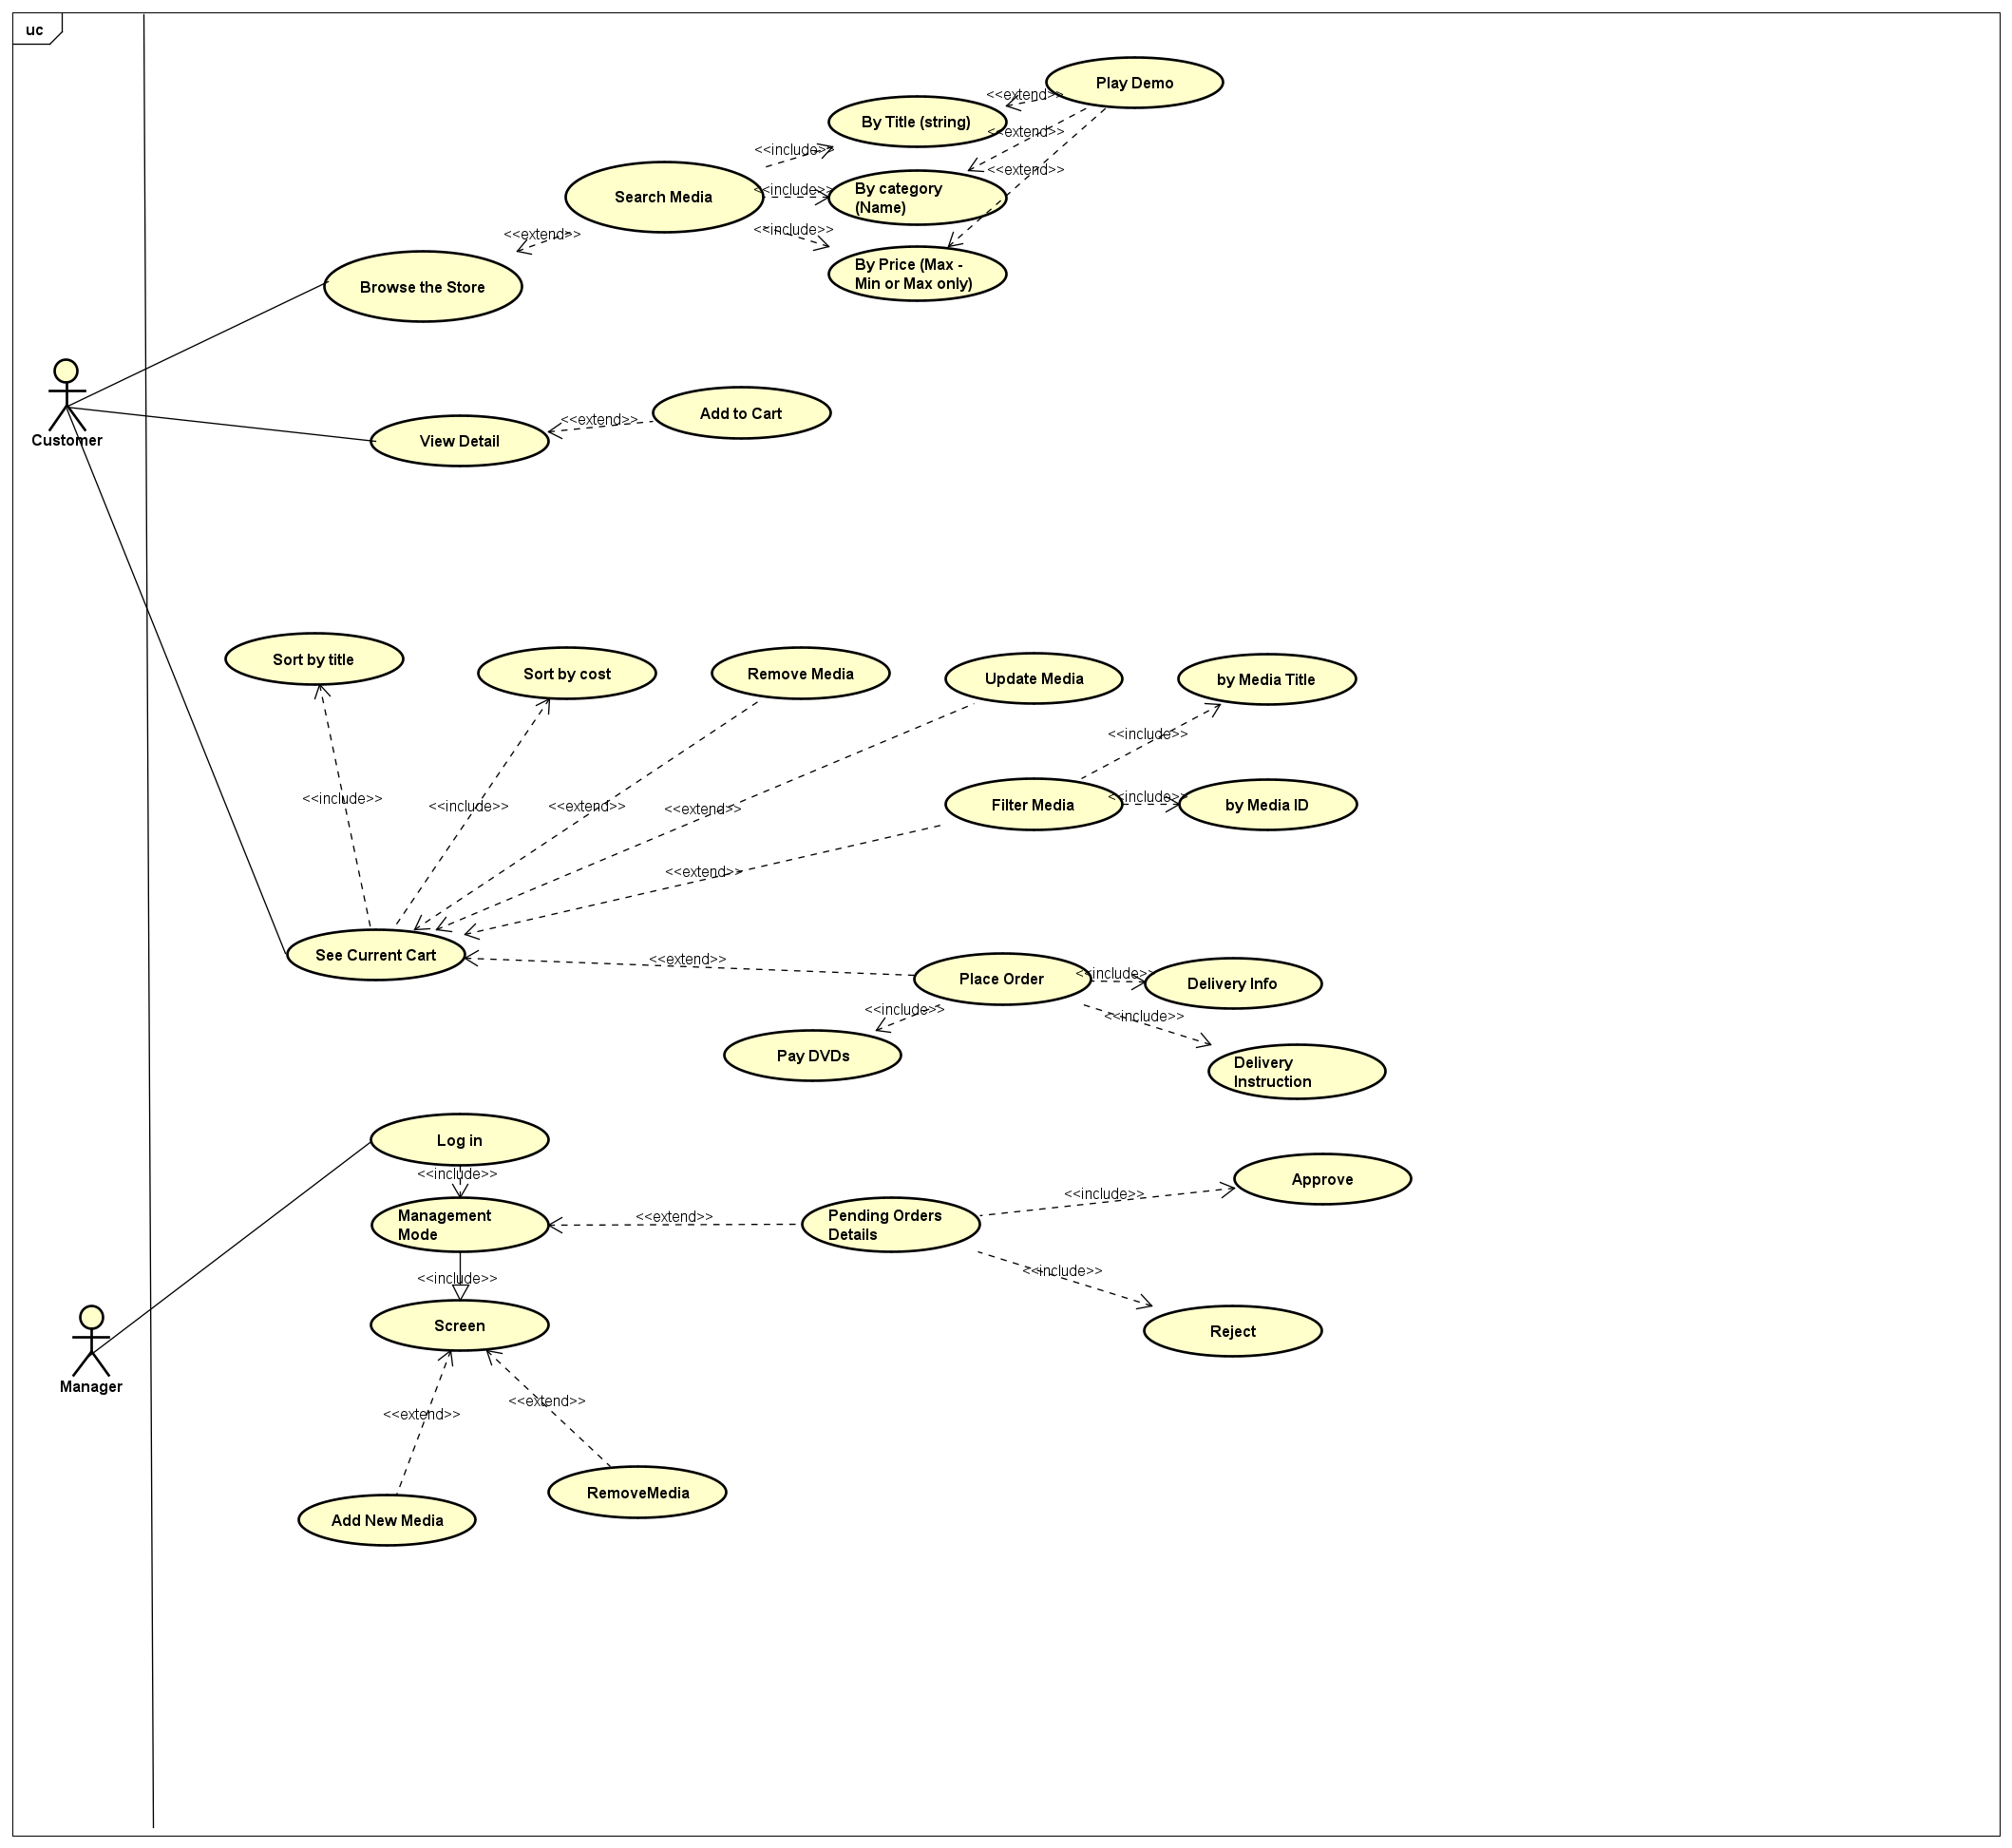 uc
Play Demo
<<extend>>
By Title (string)
<<extend>>
<<include>>
<<extend>>
Search Media
<<include>>
By category
(Name)
<<include>>
<<extend>>
By Price (Max -
Min or Max only)
Browse the Store
Customer
View Detail
<<extend>>
Add to Cart
Sort by title
Sort by cost
Remove Media
Update Media
by Media Title
<<include>>
<<include>>
<<include>>
<<extend>>
<<extend>>
Filter Media
<<include>>
by Media ID
<<extend>>
See Current Cart
<<extend>>
Place Order
<<include>>
Delivery Info
<<include>>
<<include>>
Pay DVDs
Delivery
Instruction
Log in
<<include>>
Management
Mode
<<extend>>
Pending Orders
Details
<<include>>
Approve
<<include>>
<<include>>
Screen
Reject
Manager
<<extend>>
<<extend>>
RemoveMedia
Add New Media